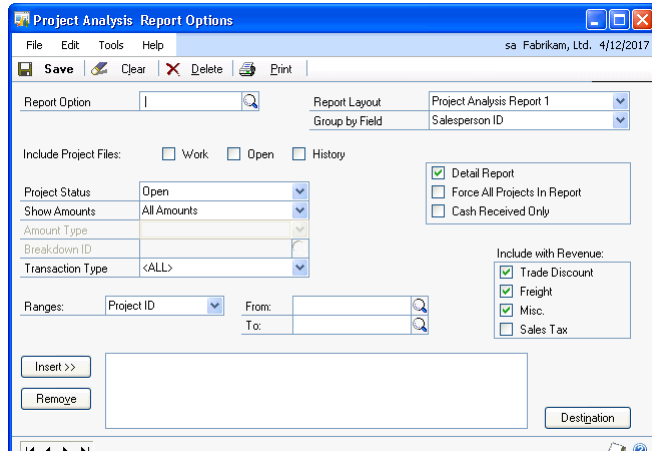 Project Analysis Report Options
File Edit Tools Help sa Fabrikam, Ltd. 4/12/2017
Save Clear Delete Print
Report Option Report Layout Project Analysis Report 1
Group by Field Salesperson ID
Include Project Files: Work Open History
Detail Report
Project Status Open Force All Projects In Report
Show Amounts All Amounts Cash Received Only
Amount Type
Breakdown ID
Include with Revenue:
Transaction Type <ALL>
Trade Discount
Freight
Ranges: Project ID From:
Misc.
To:
Sales Tax
Insert >>
Remove
Destination